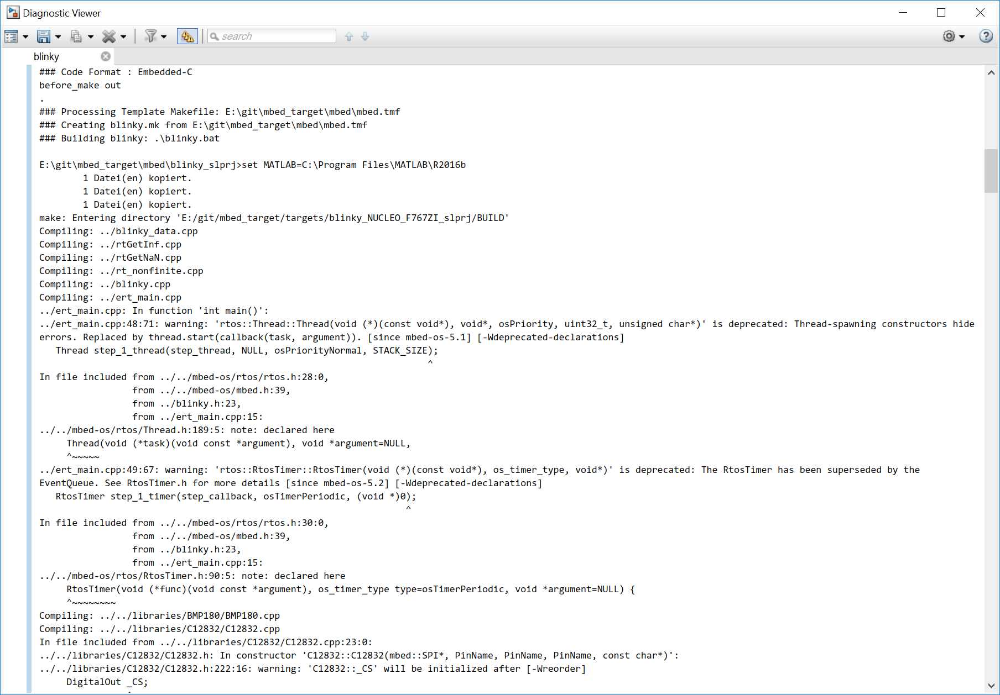 Diagnostic Viewer
search
blinky
### Code Format : Embedded-C
before_make out
.
### Processing Template Makefile: E:\git\mbed_target\mbed\mbed.tmf
### Creating blinky.mk from E:\git\mbed_target\mbed\mbed.tmf
### Building blinky: .\blinky.bat
E:\git\mbed_target\mbed\blinky_slprj>set MATLAB=C:\Program Files\MATLAB\R2016b
1 Datei(en) kopiert.
1 Datei(en) kopiert.
1 Datei(en) kopiert.
make: Entering directory 'E:/git/mbed_target/targets/blinky_NUCLEO_F767ZI_slprj/BUILD'
Compiling: ../blinky_data.cpp
Compiling: ../rtGetInf.cpp
Compiling: ../rtGetNaN.cpp
Compiling: ../rt_nonfinite.cpp
Compiling: ../blinky.cpp
Compiling: ../ert_main.cpp
../ert_main.cpp: In function 'int main()':
../ert_main.cpp:48:71: warning: 'rtos::Thread::Thread(void (*)(const void*), void*, osPriority, uint32_t, unsigned char*)' is deprecated: Thread-spawning constructors hide
errors. Replaced by thread.start(callback(task, argument)). [since mbed-os-5.1] [-Wdeprecated-declarations]
Thread step_1_thread(step_thread, NULL, osPriorityNormal, STACK_SIZE);
^
In file included from ../../mbed-os/rtos/rtos.h:28:0,
from ../../mbed-os/mbed.h:39,
from ../blinky.h:23,
from ../ert_main.cpp:15:
../../mbed-os/rtos/Thread.h:189:5: note: declared here
Thread(void (*task)(void const *argument), void *argument=NULL,
^~~~~~
../ert_main.cpp:49:67: warning: 'rtos::RtosTimer::RtosTimer(void (*)(const void*), os_timer_type, void*)' is deprecated: The RtosTimer has been superseded by the
EventQueue. See RtosTimer.h for more details [since mbed-os-5.2] [-Wdeprecated-declarations]
RtosTimer step_1_timer(step_callback, osTimerPeriodic, (void *)0);
^
In file included from ../../mbed-os/rtos/rtos.h:30:0,
from ../../mbed-os/mbed.h:39,
from ../blinky.h:23,
from ../ert_main.cpp:15:
../../mbed-os/rtos/RtosTimer.h:90:5: note: declared here
RtosTimer(void (*func)(void const *argument), os_timer_type type=osTimerPeriodic, void *argument=NULL) {
^~~~~~~~~
Compiling: ../../libraries/BMP180/BMP180.cpp
Compiling: ../../libraries/C12832/C12832.cpp
In file included from ../../libraries/C12832/C12832.cpp:23:0:
../../libraries/C12832/C12832.h: In constructor 'C12832::C12832(mbed::SPI*, PinName, PinName, PinName, const char*)':
../../libraries/C12832/C12832.h:222:16: warning: 'C12832::_CS' will be initialized after [-Wreorder]
DigitalOut _CS;
^